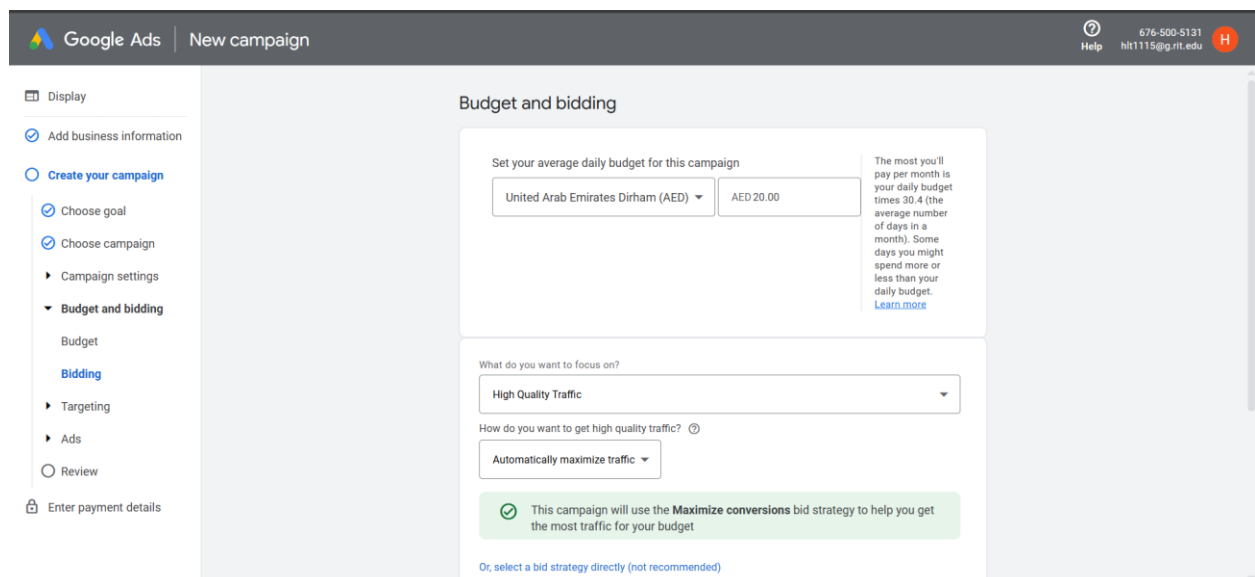 Google Ads | New campaign
Help
676-500-5131
hlt1115@g.rit.edu
H
Display
Add business information
Create your campaign
Choose goal
Choose campaign
Campaign settings
Budget and bidding
Budget
Bidding
Targeting
Ads
Review
Enter payment details
Budget and bidding
Set your average daily budget for this campaign
United Arab Emirates Dirham (AED)
AED 20.00
The most you'll
pay per month is
your daily budget
times 30.4 (the
average number
of days in a
month). Some
days you might
spend more or
less than your
daily budget.
Learn more
What do you want to focus on?
High Quality Traffic
How do you want to get high quality traffic?
Automatically maximize traffic
This campaign will use the Maximize conversions bid strategy to help you get
the most traffic for your budget
Or, select a bid strategy directly (not recommended)